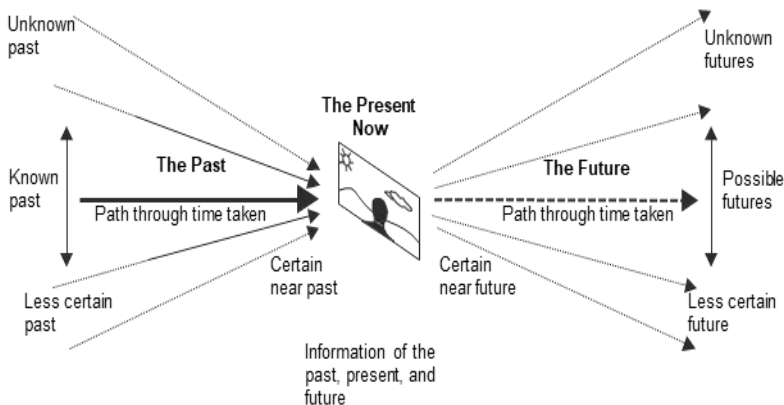 Unknown
past
Unknown
futures
The Present
Now
The Past
The Future
Known
past
Path through time taken
Path through time taken
Possible
futures
Certain
near past
Certain
near future
Less certain
past
Less certain
future
Information of the
past, present, and
future